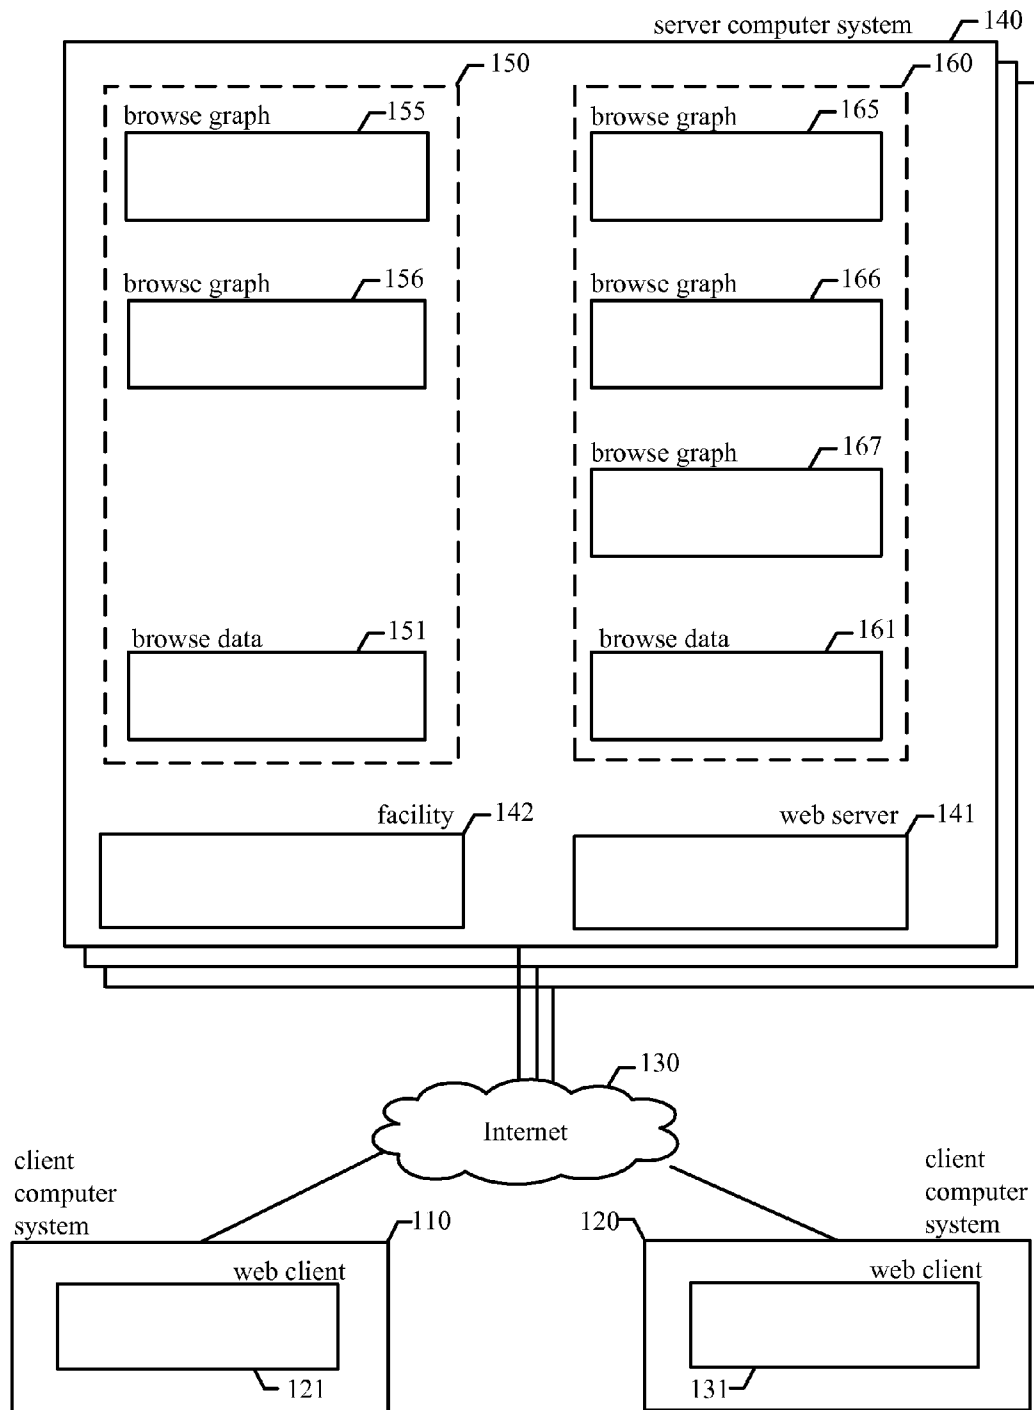 server computer system 140
150
160
browse graph 155
browse graph 165
browse graph 156
browse graph 166
browse graph 167
browse data 151
browse data 161
facility 142
web server 141
130
Internet
client
computer
system
110
client
computer
system
120
web client
121
web client
131